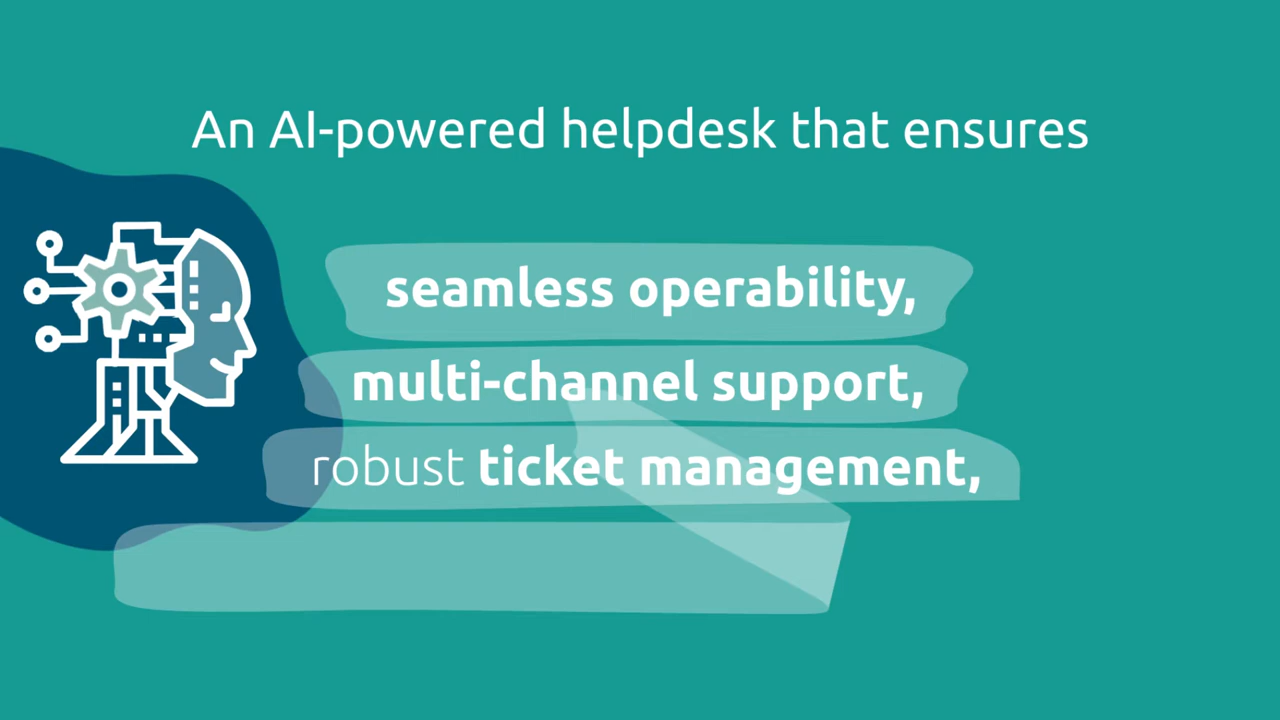 An AI-powered helpdesk that ensures
seamless operability,
multi-channel support,
robust ticket management,